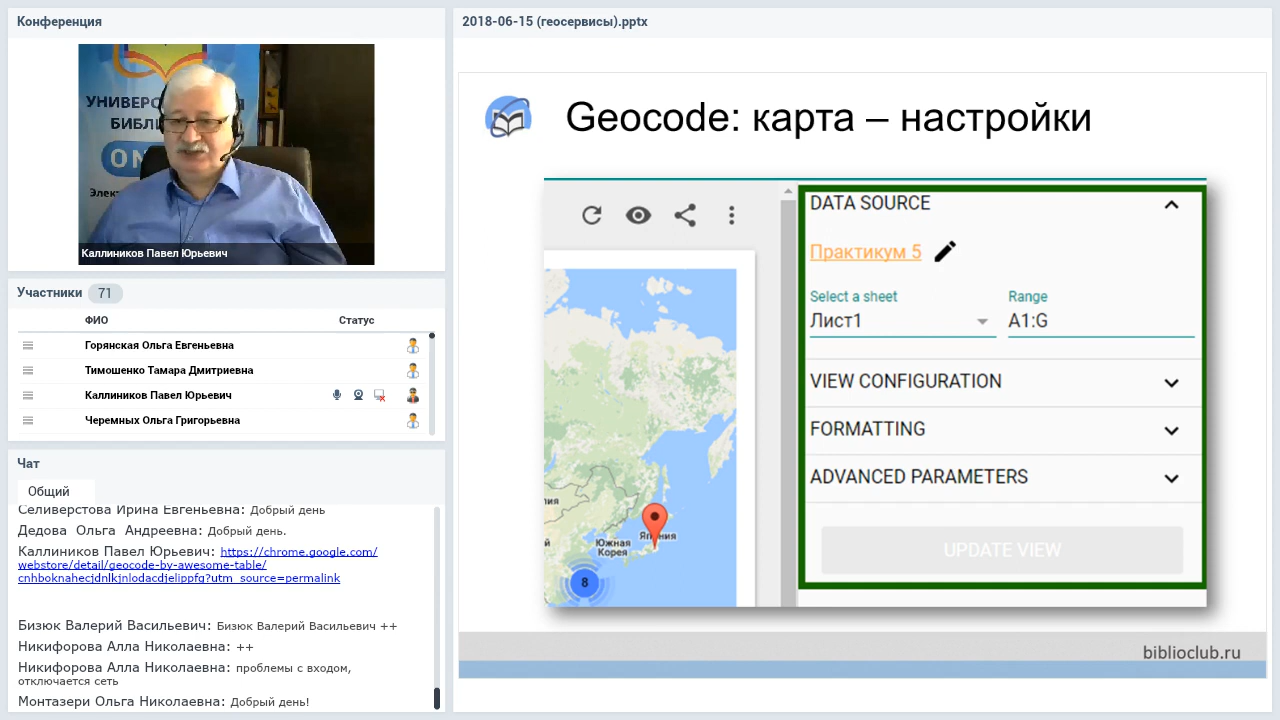 Конференция
УНИВЕРС
БИБЛ
ON
Элек
Каллиников Павел Юрьевич
Участники 71
ФИО Статус
Горянская Ольга Евгеньевна
Тимошенко Тамара Дмитриевна
Каллиников Павел Юрьевич
Черемных Ольга Григорьевна
Чат
Общий
Селиверстова Ирина Евгеньевна: Добрый день
Дедова Ольга Андреевна: Добрый день.
Каллиников Павел Юрьевич: https://chrome.google.com/
webstore/detail/geocode-by-awesome-table/
cnhboknahecjdnlkjnlodacdjelippfg?utm_source=permalink
Бизюк Валерий Васильевич: Бизюк Валерий Васильевич ++
Никифорова Алла Николаевна: ++
Никифорова Алла Николаевна: проблемы с входом,
отключается сеть
Монтазери Ольга Николаевна: Добрый день!
2018-06-15 (геосервисы).pptx
Geocode: карта – настройки
DATA SOURCE
Практикум 5
Select a sheet Range
Лист1 A1:G
VIEW CONFIGURATION
FORMATTING
ADVANCED PARAMETERS
UPDATE VIEW
лия
й
Южная
Корея
Япония
8
biblioclub.ru